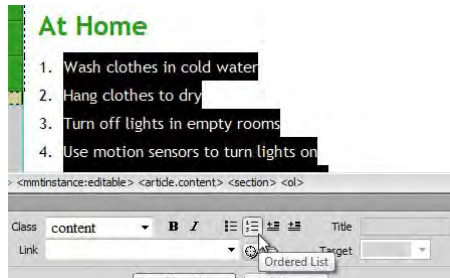 At Home
1. Wash clothes in cold water
2. Hang clothes to dry
3. Turn off lights in empty rooms
4. Use motion sensors to turn lights on
> <mmtinstance:editable> <article.content> <section> <ol>
Class content B I Title
Link Target
Ordered List